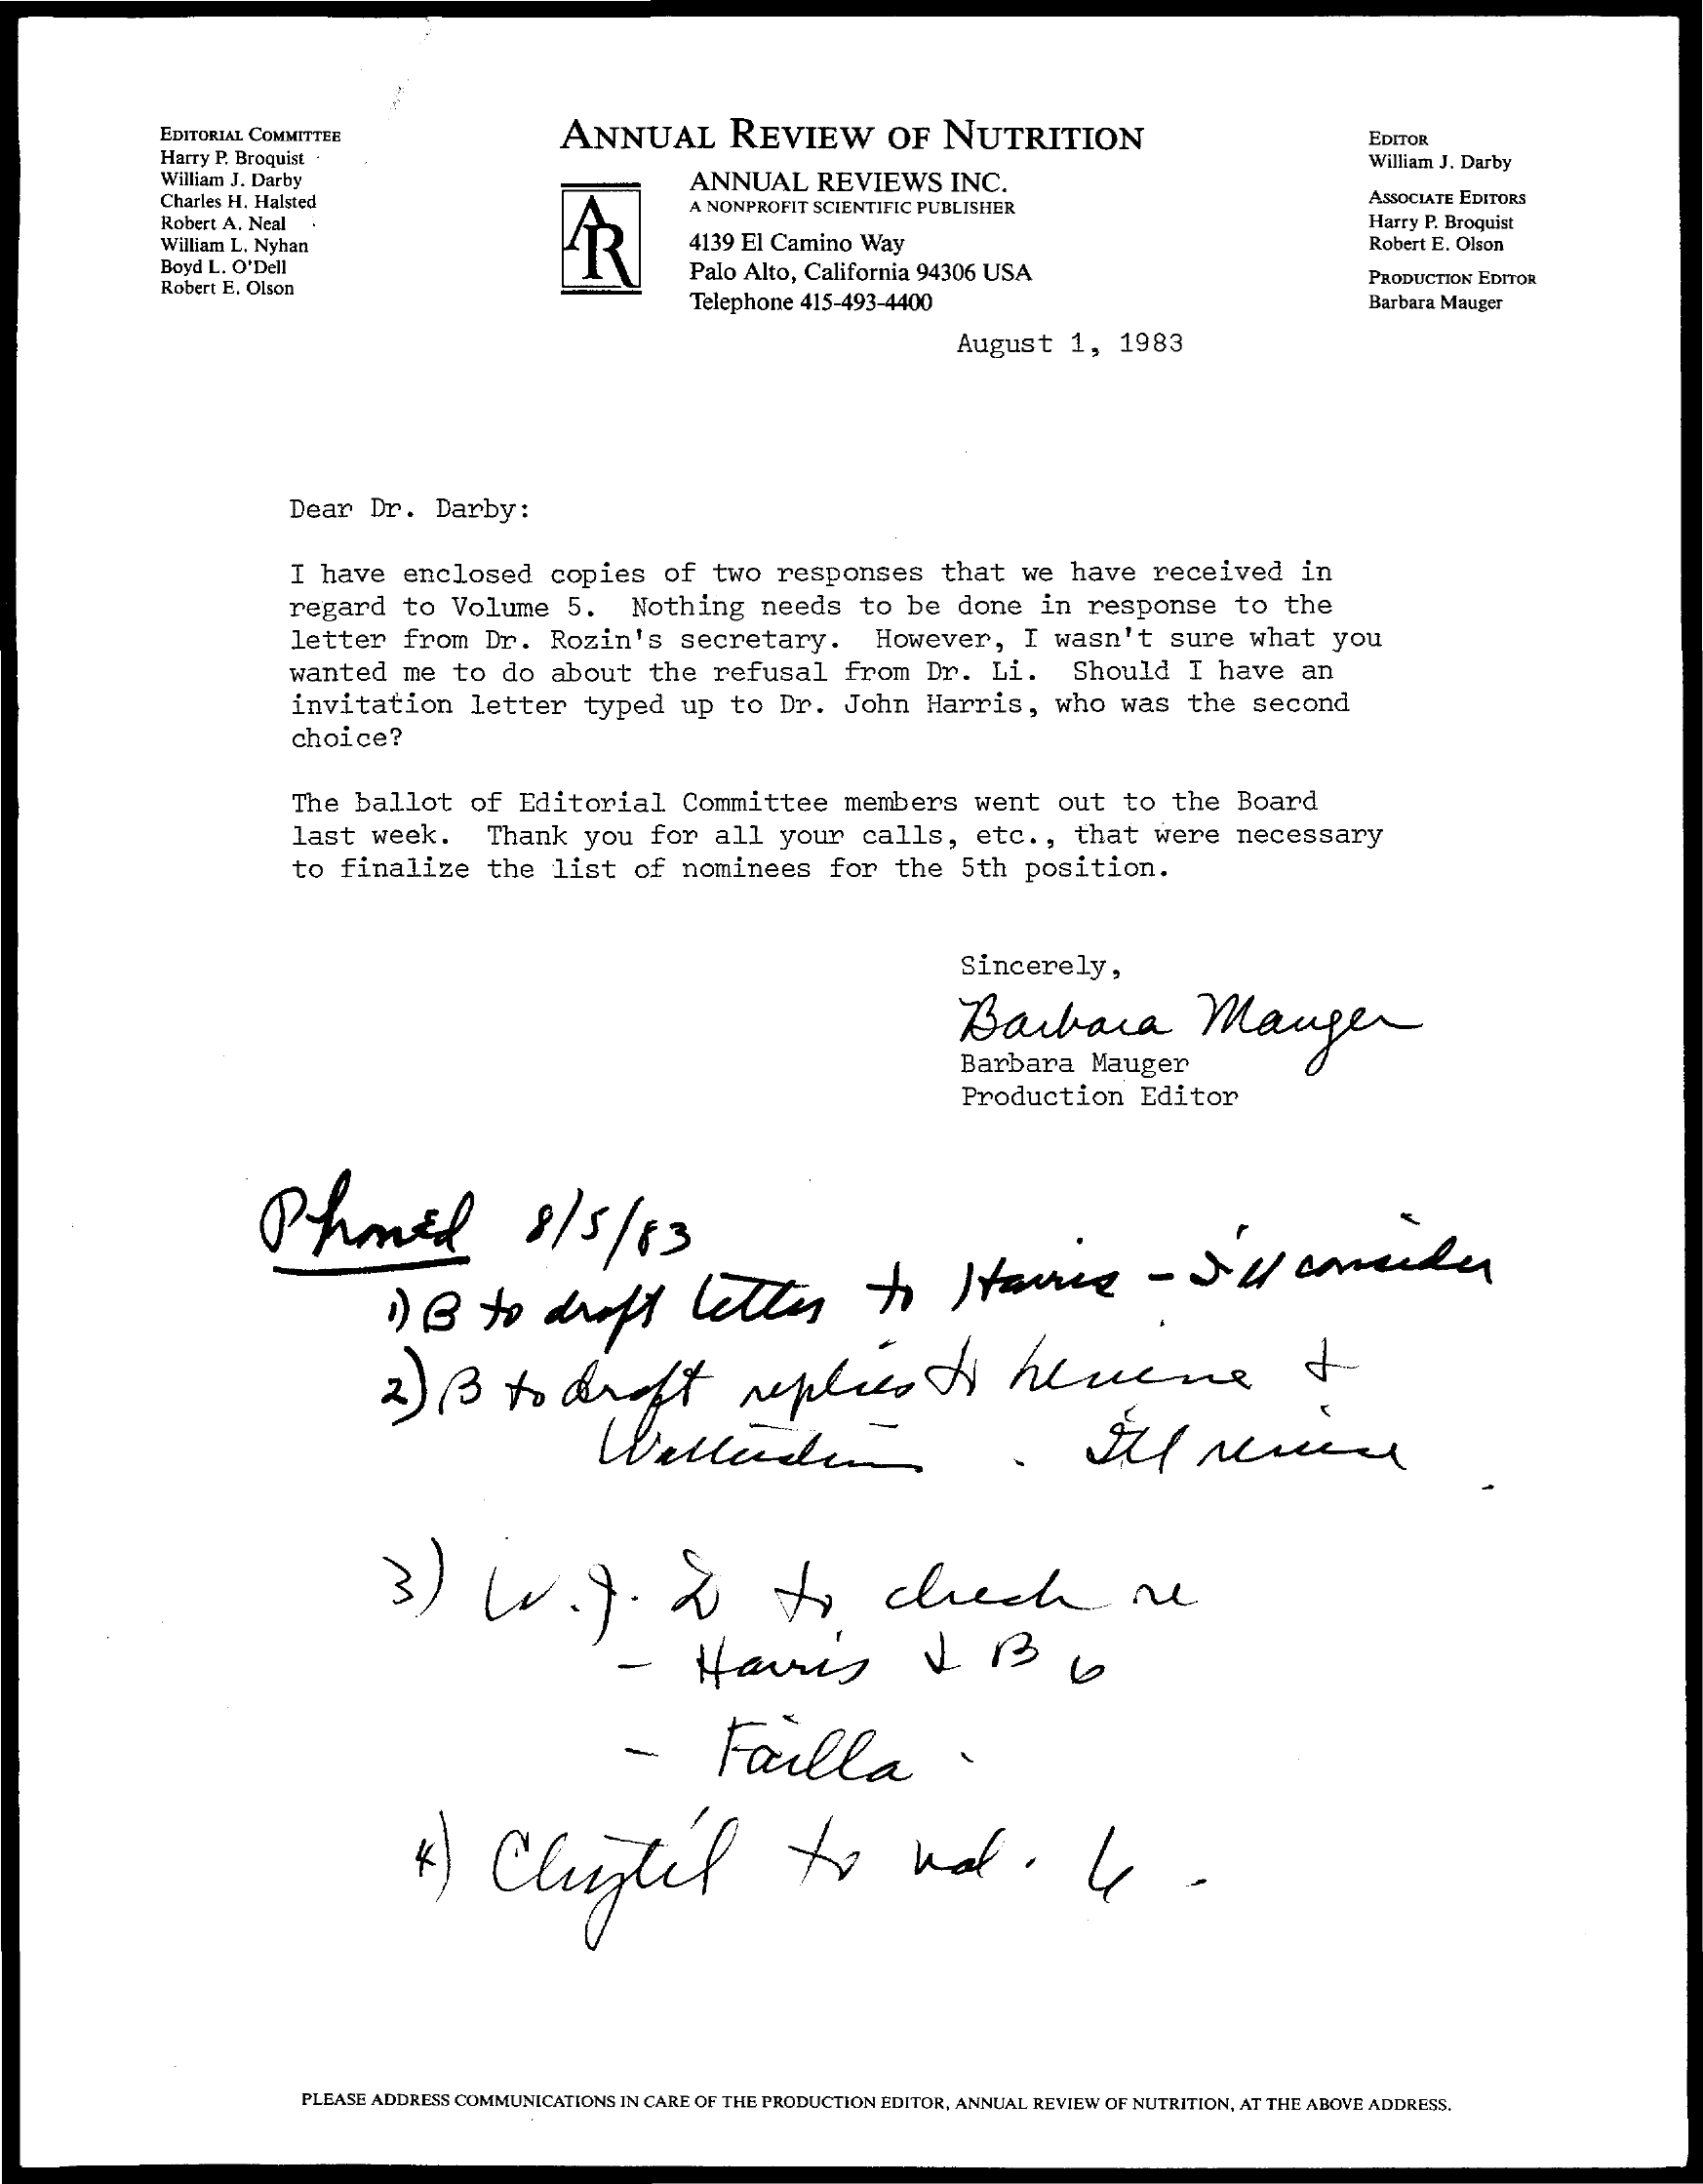 EDITORIAL COMMITTEE
Harry P. Broquist
William J. Darby
Charles H. Halsted
Robert A. Neal
William L. Nyhan
Boyd L. O'Dell
Robert E. Olson
ANNUAL REVIEW OF NUTRITION
AR
ANNUAL REVIEWS INC.
A NONPROFIT SCIENTIFIC PUBLISHER
4139 El Camino Way
Palo Alto, California 94306 USA
Telephone 415-493-4400
EDITOR
William J. Darby
ASSOCIATE EDITORS
Harry P. Broquist
Robert E. Olson
PRODUCTION EDITOR
Barbara Mauger
August 1, 1983
Dear Dr. Darby:
I have enclosed copies of two responses that we have received in
regard to Volume 5. Nothing needs to be done in response to the
letter from Dr. Rozin's secretary. However, I wasn't sure what you
wanted me to do about the refusal from Dr. Li. Should I have an
invitation letter typed up to Dr. John Harris, who was the second
choice?
The ballot of Editorial Committee members went out to the Board
last week. Thank you for all your calls, etc., that were necessary
to finalize the list of nominees for the 5th position.
Sincerely,
Barbara Mauger
Barbara Mauger
Production Editor
Phoned 8/5/83
1) B to draft letter to Harris - I'll consider
2) B to draft replies to &
I'll revise
3) W.J.D to check re
- Harris & B6
- Failla
4) to vol. 6.
PLEASE ADDRESS COMMUNICATIONS IN CARE OF THE PRODUCTION EDITOR, ANNUAL REVIEW OF NUTRITION, AT THE ABOVE ADDRESS.